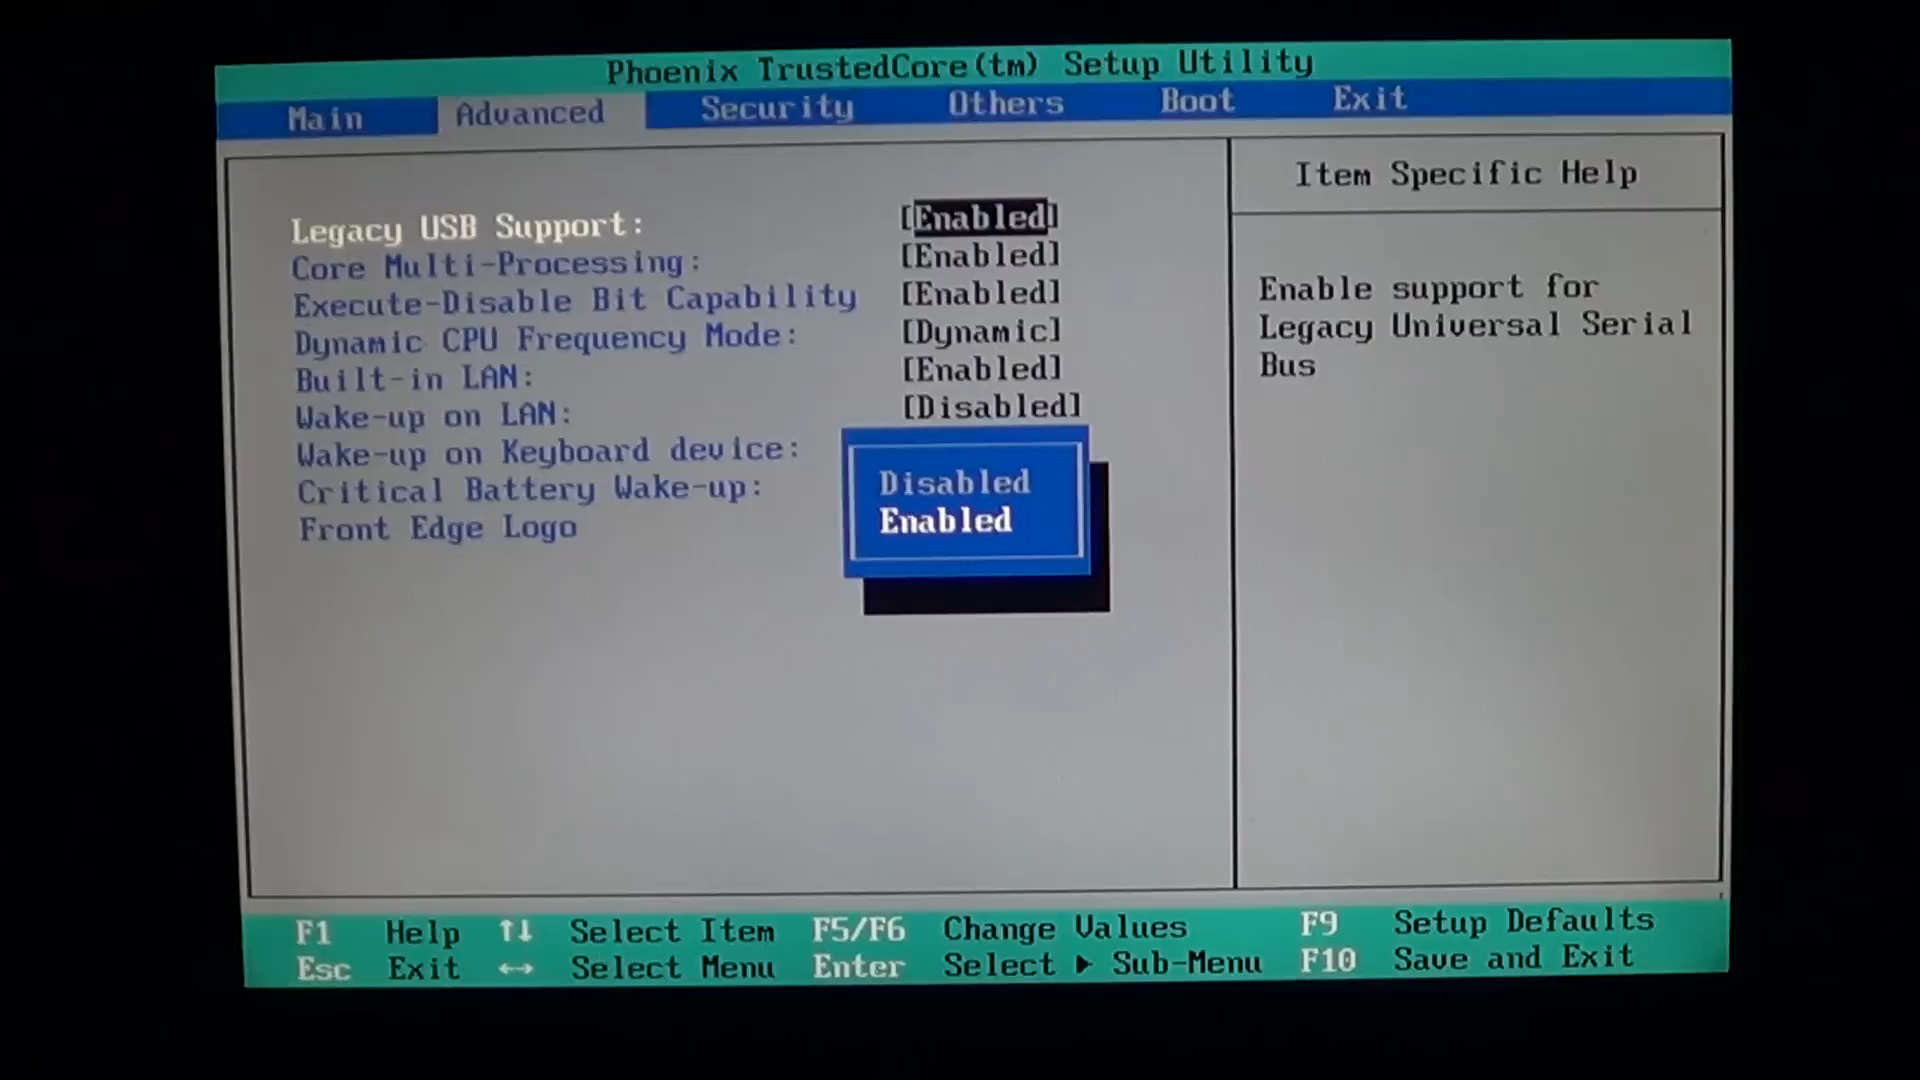 Phoenix TrustedCore(tm) Setup Utility
Main Advanced Security Others Boot Exit
Item Specific Help
Legacy USB Support: [Enabled]
Core Multi-Processing: [Enabled]
Execute-Disable Bit Capability [Enabled]
Dynamic CPU Frequency Mode: [Dynamic]
Built-in LAN: [Enabled]
Wake-up on LAN: [Disabled]
Wake-up on Keyboard device:
Critical Battery Wake-up:
Front Edge Logo
Disabled
Enabled
Enable support for
Legacy Universal Serial
Bus
F1 Help ↑↓ Select Item F5/F6 Change Values F9 Setup Defaults
Esc Exit ↔ Select Menu Enter Select ▶ Sub-Menu F10 Save and Exit